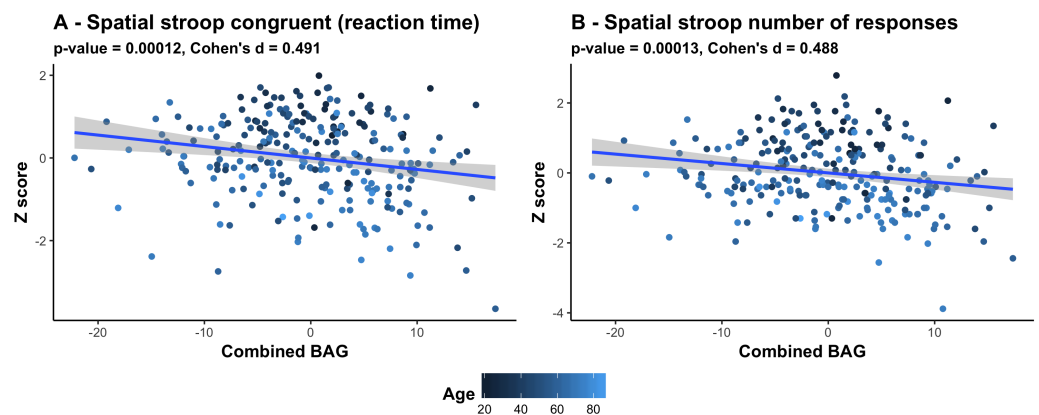 A - Spatial stroop congruent (reaction time)
p-value = 0.00012, Cohen's d = 0.491
2
0
-2
Z score
-20 -10 0 10
Combined BAG
B - Spatial stroop number of responses
p-value = 0.00013, Cohen's d = 0.488
2
0
-2
-4
Z score
-20 -10 0 10
Combined BAG
Age
20 40 60 80